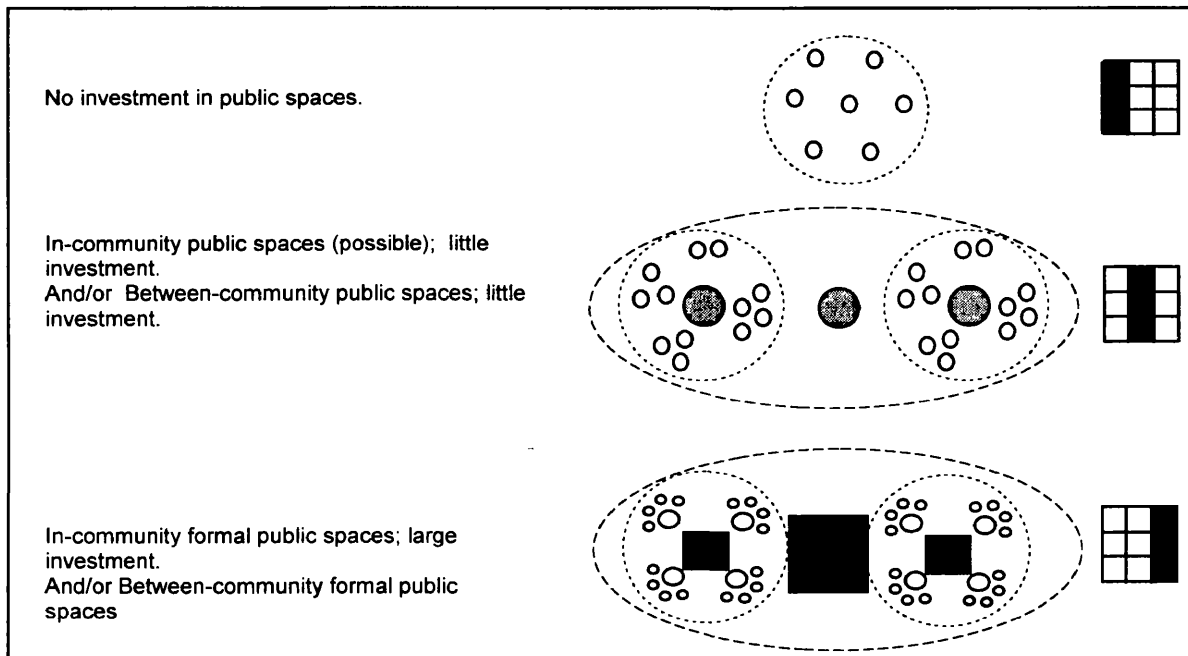 No investment in public spaces.
In-community public spaces (possible); little
investment.
And/or Between-community public spaces; little
investment.
In-community formal public spaces; large
investment.
And/or Between-community formal public
spaces